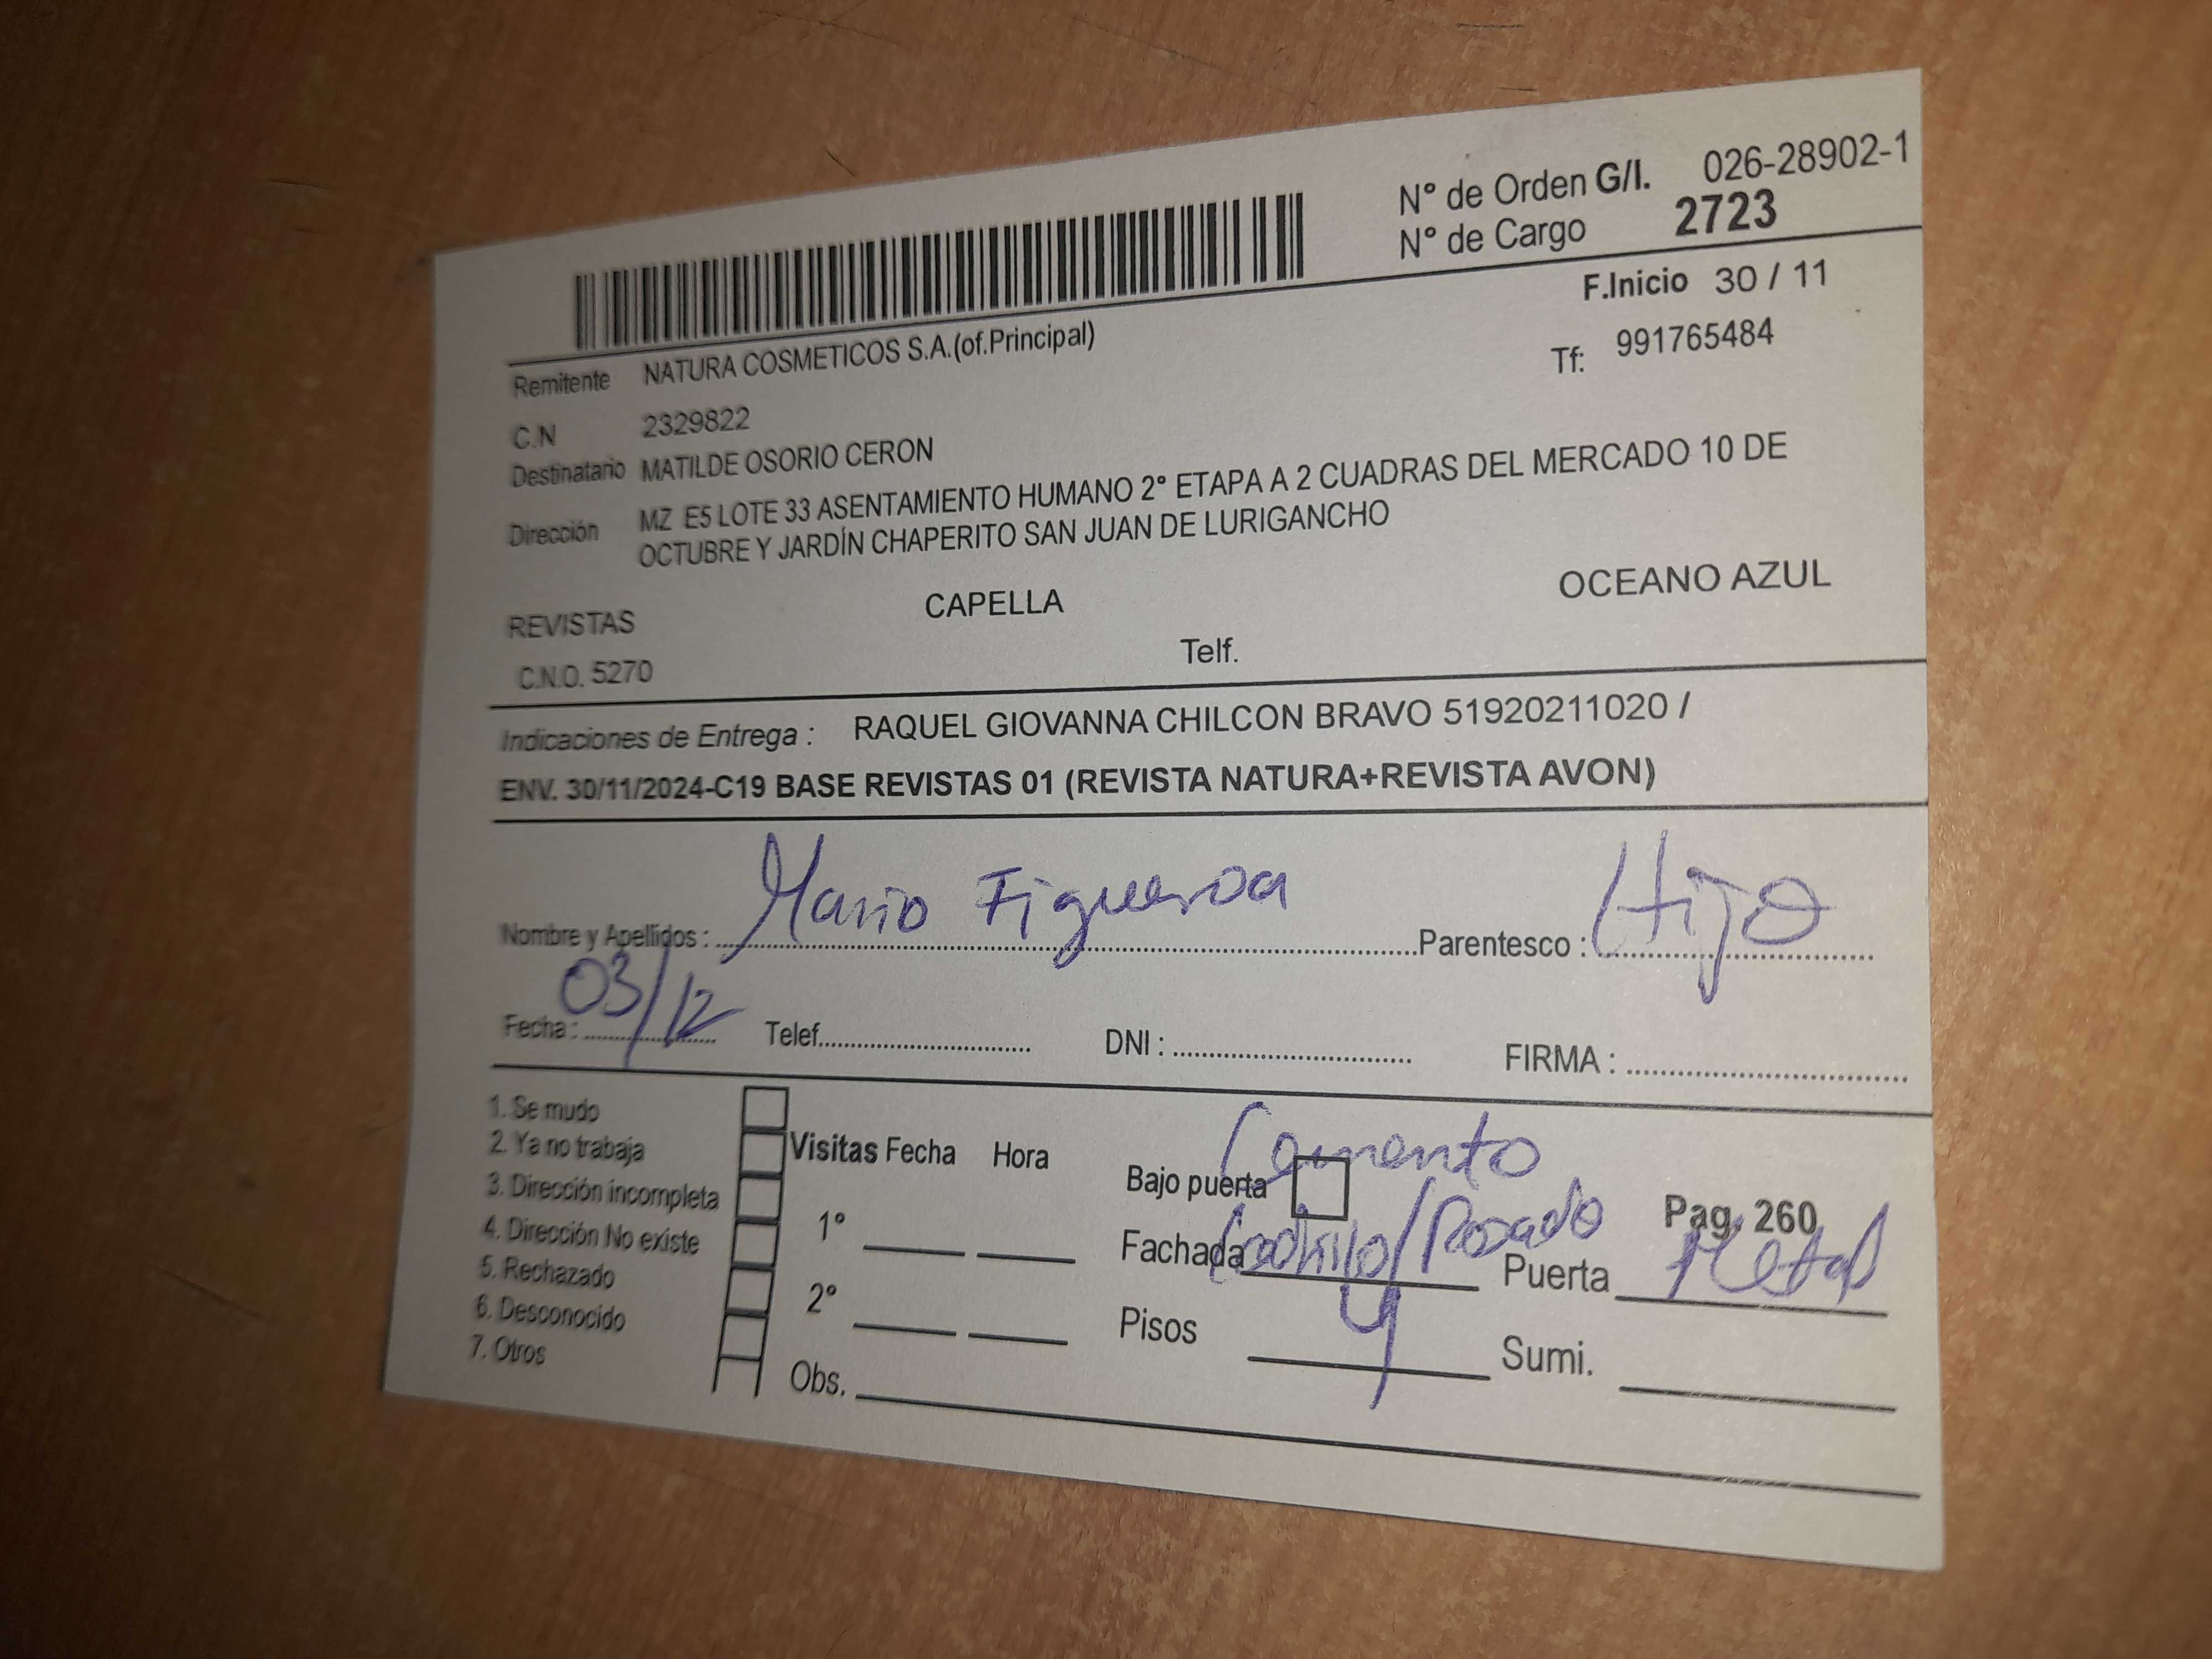 N° de Orden G/I. 026-28902-1
N° de Cargo 2723
F.Inicio 30 / 11
Remitente NATURA COSMETICOS S.A.(of.Principal)
Tf: 991765484
C.N 2329822
Destinatario MATILDE OSORIO CERON
Dirección MZ E5 LOTE 33 ASENTAMIENTO HUMANO 2° ETAPA A 2 CUADRAS DEL MERCADO 10 DE
OCTUBRE Y JARDÍN CHAPERITO SAN JUAN DE LURIGANCHO
REVISTAS CAPELLA OCEANO AZUL
C.N.O. 5270 Telf.
Indicaciones de Entrega : RAQUEL GIOVANNA CHILCON BRAVO 51920211020 /
ENV. 30/11/2024-C19 BASE REVISTAS 01 (REVISTA NATURA+REVISTA AVON)
Nombre y Apellidos : Mario Figueroa Parentesco : Hijo
Fecha : 03/12 Telef. DNI : FIRMA :
1. Se mudo
2. Ya no trabaja
3. Dirección incompleta
4. Dirección No existe
5. Rechazado
6. Desconocido
7. Otros
Visitas Fecha Hora
1°
2°
Obs.
Cemento
Bajo puerta
Pag. 260
Fachada Ladrillo/Rosado Puerta Metal
Pisos 4 Sumi.